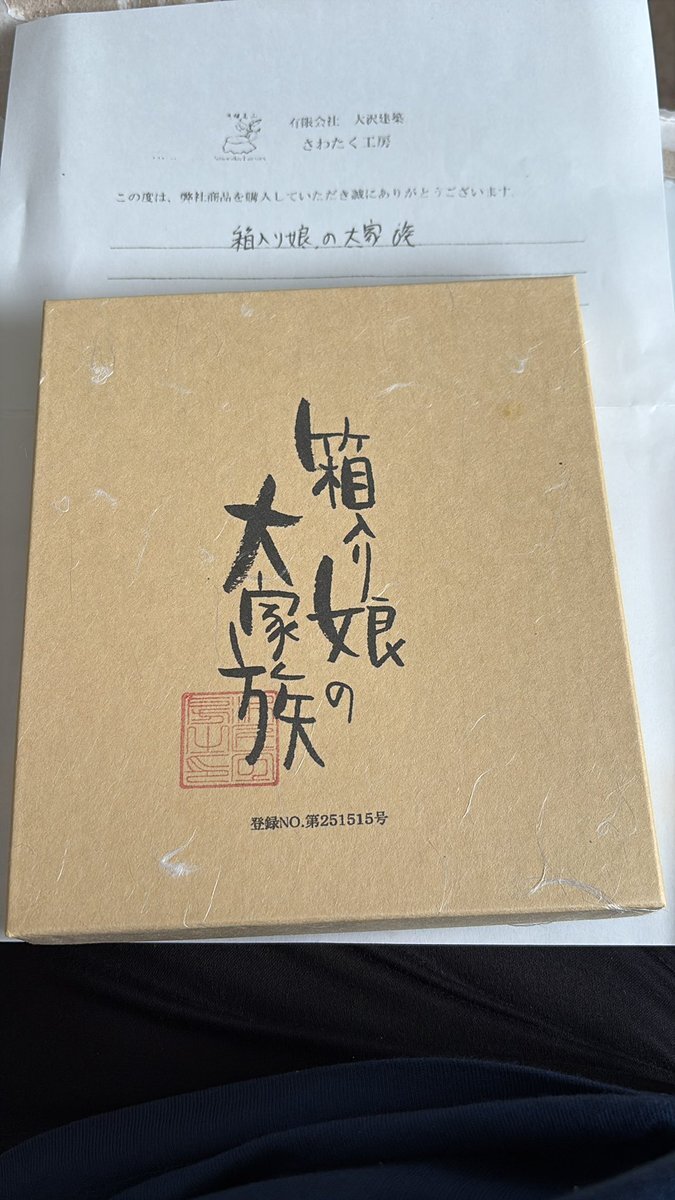 有限会社 大沢建築
さわたく工房
この度は、弊社商品を購入していただき誠にありがとうございます。
箱入り娘の大家族
箱入り娘の
大家族
登録NO.第251515号